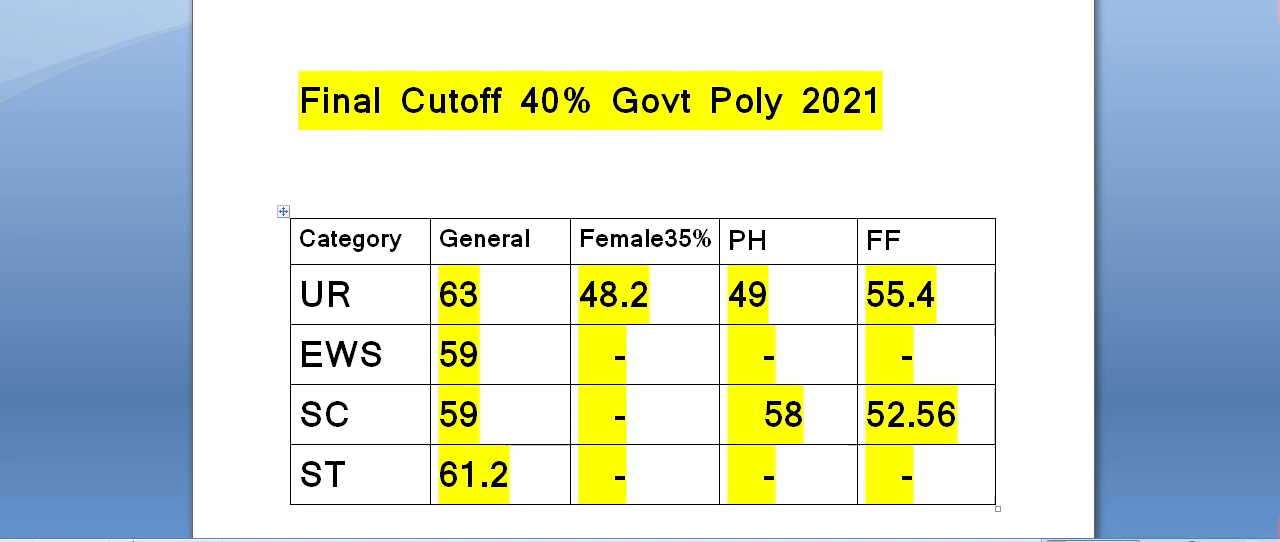 Final Cutoff 40% Govt Poly 2021
Category General Female35% PH FF
UR 63 48.2 49 55.4
EWS 59 - - -
SC 59 - 58 52.56
ST 61.2 - - -